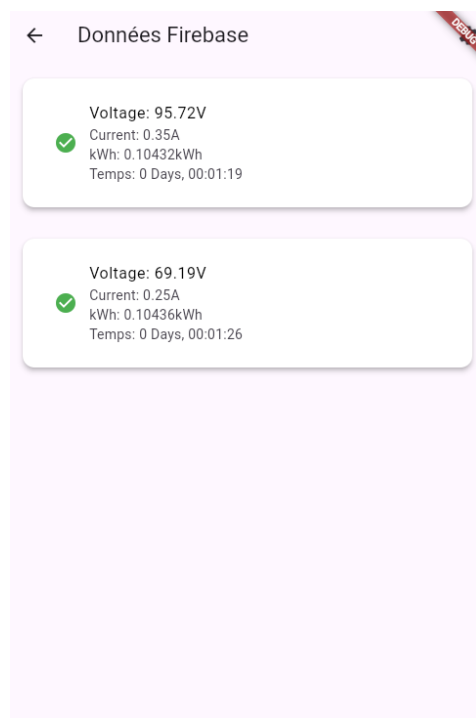 Données Firebase
DEBUG
Voltage: 95.72V
Current: 0.35A
kWh: 0.10432kWh
Temps: 0 Days, 00:01:19
Voltage: 69.19V
Current: 0.25A
kWh: 0.10436kWh
Temps: 0 Days, 00:01:26